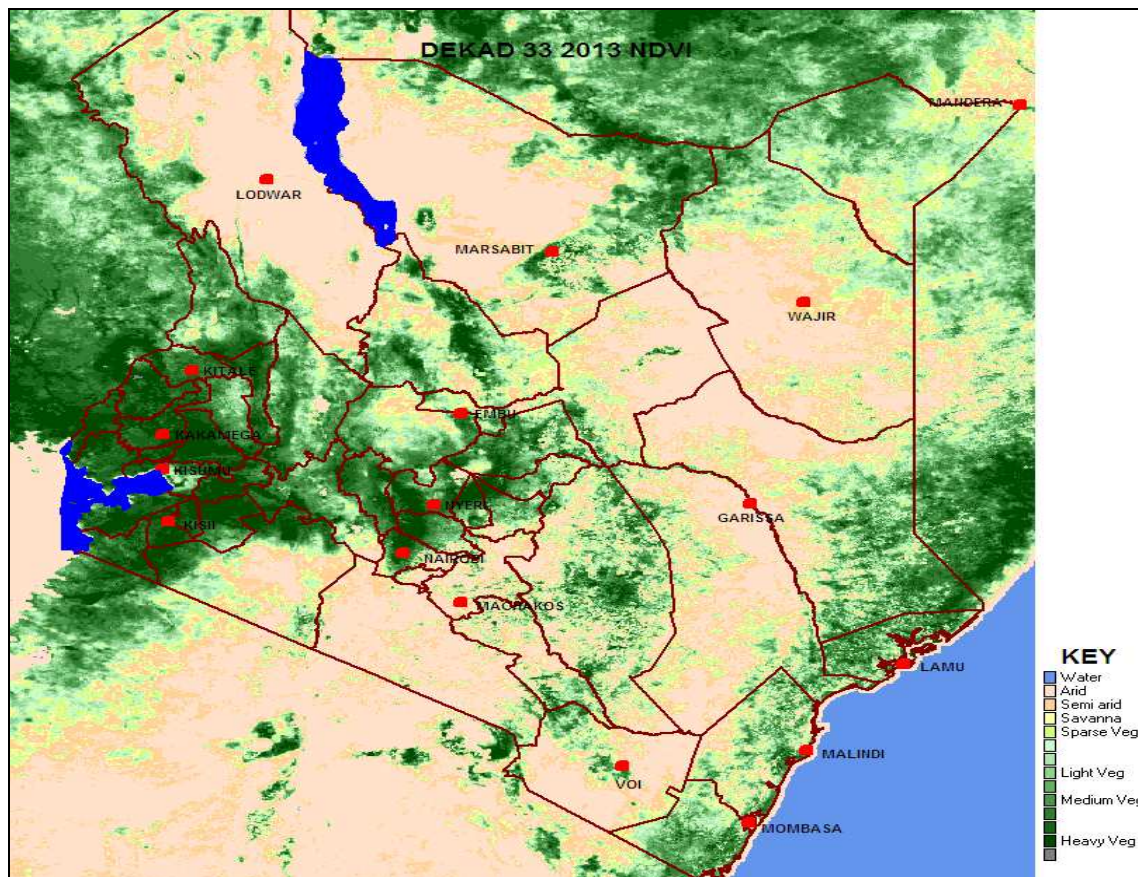 DEKAD 33 2013 NDVI
MANDERA
LODWAR
MARSABIT
WAJIR
KITALE
EMBU
KAKAMEGA
KISUMU
NYERI
GARISSA
KISII
NAIROBI
MACHAKOS
LAMU
MALINDI
VOI
MOMBASA
KEY
Water
Arid
Semi arid
Savanna
Sparse Veg
Light Veg
Medium Veg
Heavy Veg